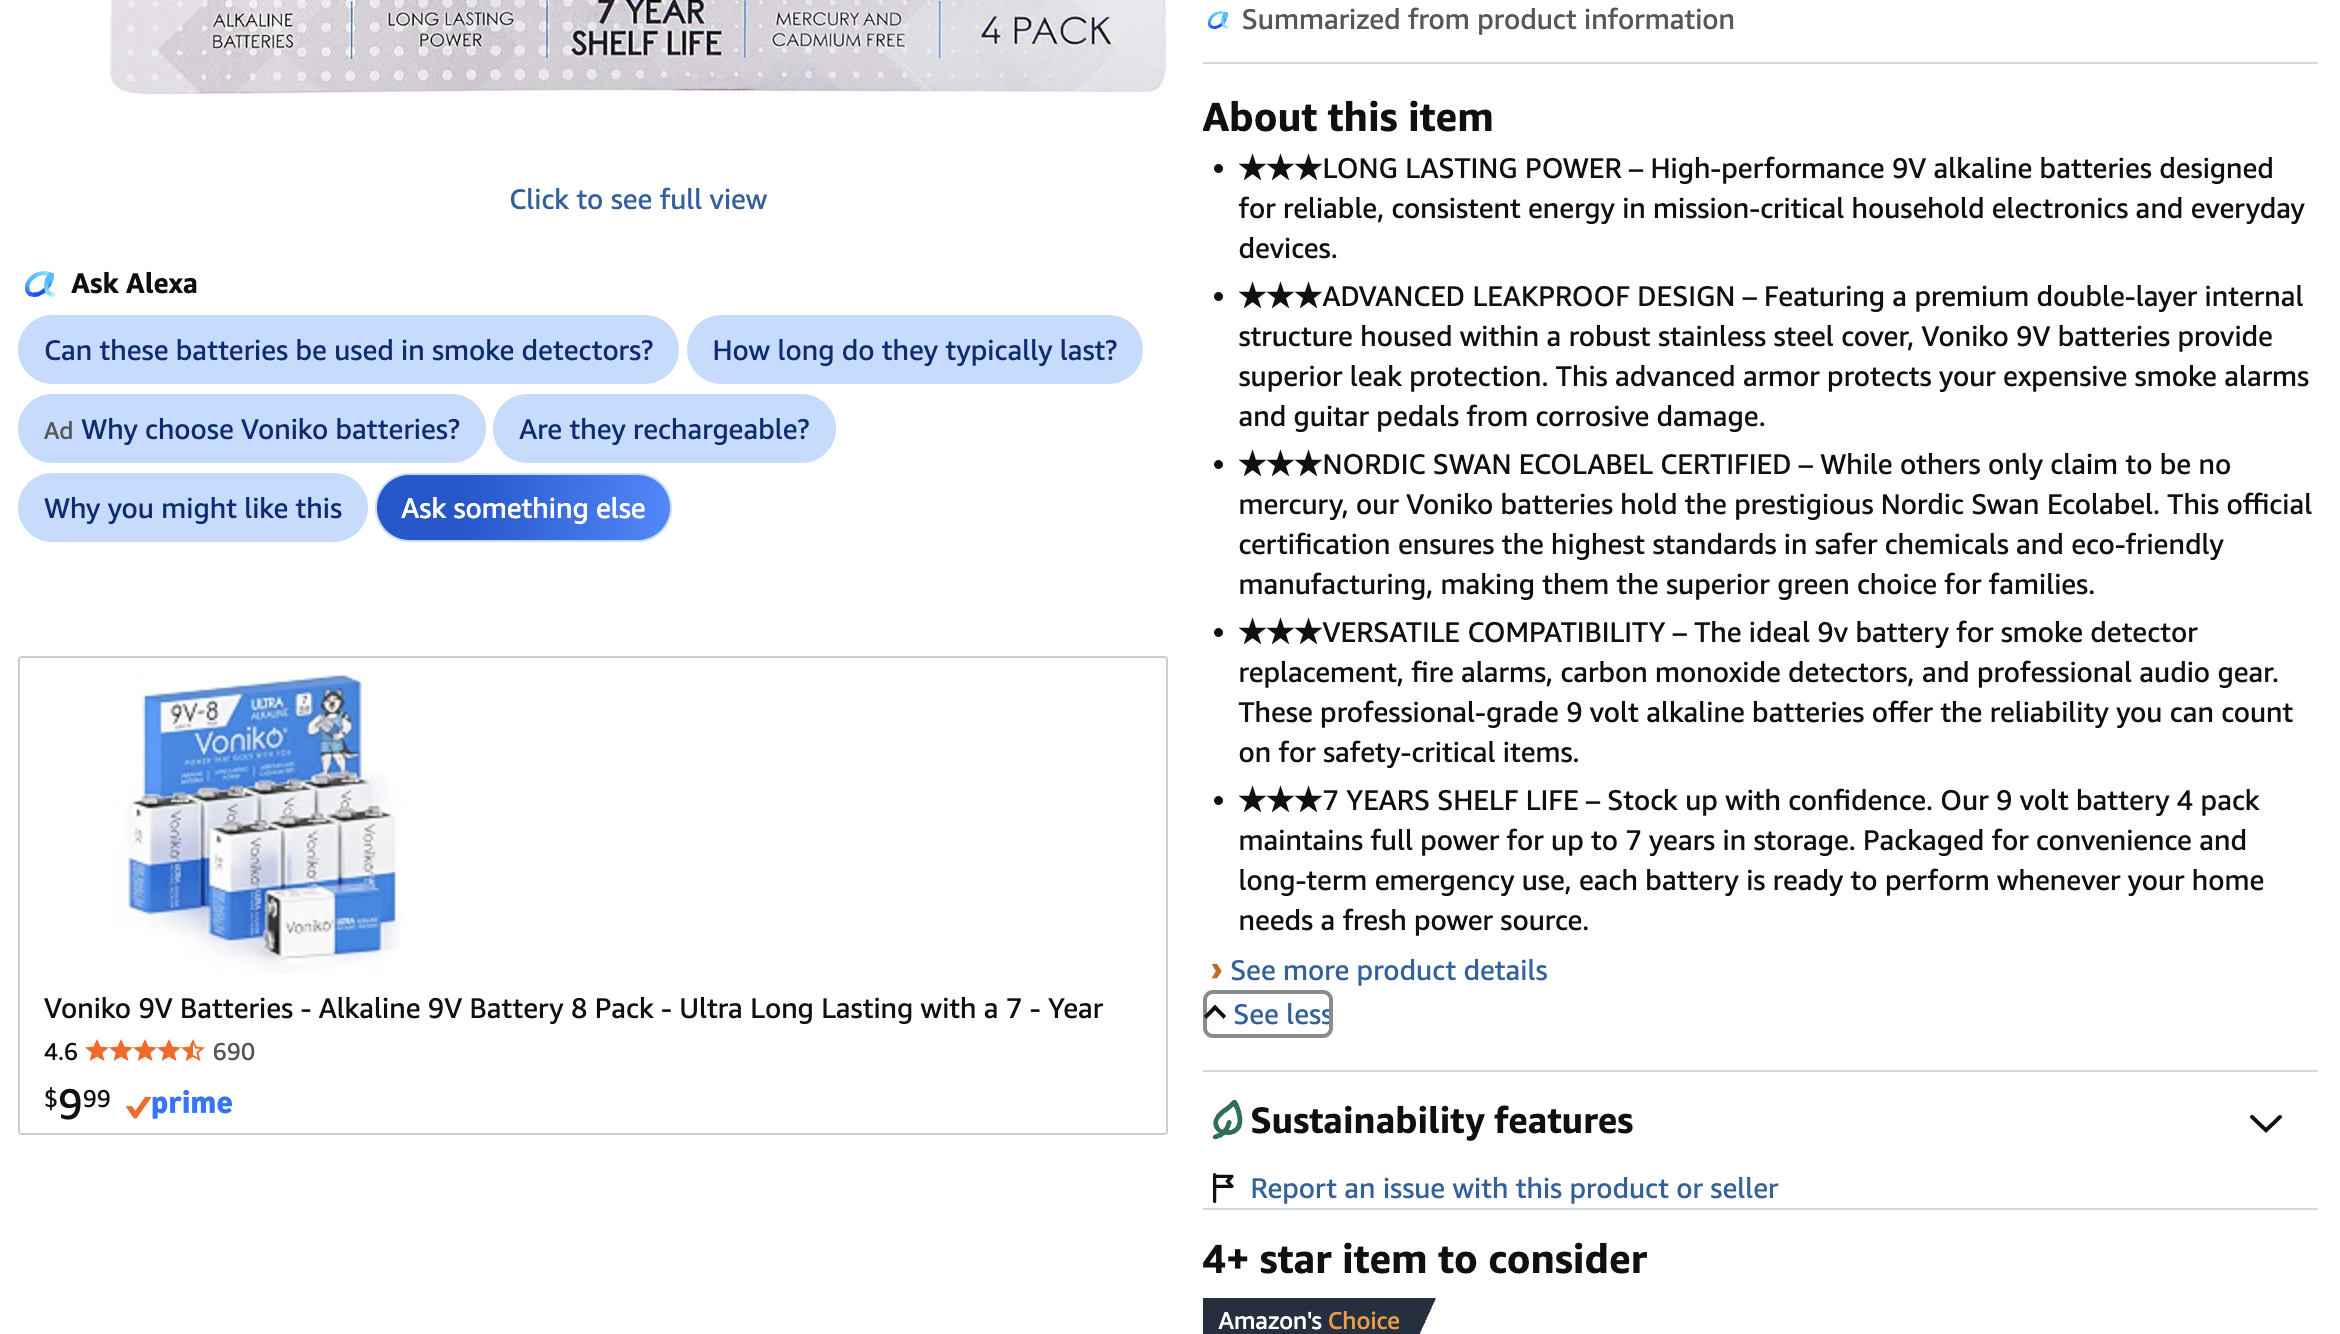 ALKALINE
BATTERIES
LONG LASTING
POWER
7 YEAR
SHELF LIFE
MERCURY AND
CADMIUM FREE
4 PACK
Click to see full view
Ask Alexa
Can these batteries be used in smoke detectors?
How long do they typically last?
Ad Why choose Voniko batteries?
Are they rechargeable?
Why you might like this
Ask something else
9V-8
ULTRA
ALKALINE
7
Voniko
POWER THAT GOES WITH YOU
Voniko
Voniko
Voniko
Voniko
Voniko
ULTRA
Voniko 9V Batteries - Alkaline 9V Battery 8 Pack - Ultra Long Lasting with a 7 - Year
4.6 ★★★★⯪ 690
$9.99 prime
Summarized from product information
About this item
• ★★★LONG LASTING POWER – High-performance 9V alkaline batteries designed
for reliable, consistent energy in mission-critical household electronics and everyday
devices.
• ★★★ADVANCED LEAKPROOF DESIGN – Featuring a premium double-layer internal
structure housed within a robust stainless steel cover, Voniko 9V batteries provide
superior leak protection. This advanced armor protects your expensive smoke alarms
and guitar pedals from corrosive damage.
• ★★★NORDIC SWAN ECOLABEL CERTIFIED – While others only claim to be no
mercury, our Voniko batteries hold the prestigious Nordic Swan Ecolabel. This official
certification ensures the highest standards in safer chemicals and eco-friendly
manufacturing, making them the superior green choice for families.
• ★★★VERSATILE COMPATIBILITY – The ideal 9v battery for smoke detector
replacement, fire alarms, carbon monoxide detectors, and professional audio gear.
These professional-grade 9 volt alkaline batteries offer the reliability you can count
on for safety-critical items.
• ★★★7 YEARS SHELF LIFE – Stock up with confidence. Our 9 volt battery 4 pack
maintains full power for up to 7 years in storage. Packaged for convenience and
long-term emergency use, each battery is ready to perform whenever your home
needs a fresh power source.
› See more product details
See less
Sustainability features
Report an issue with this product or seller
4+ star item to consider
Amazon's Choice